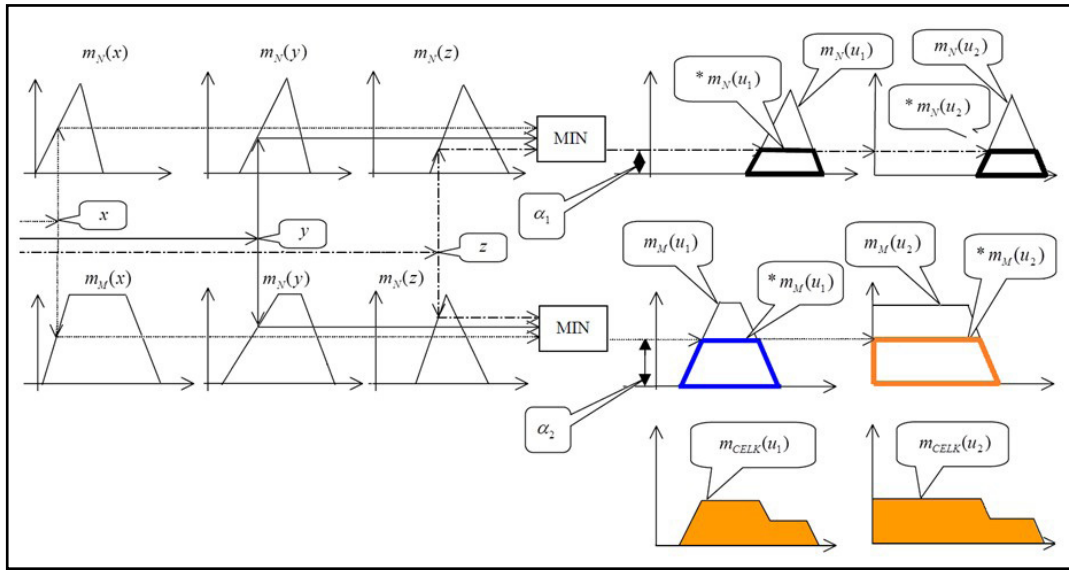 m_N(x)
m_N(y)
m_N(z)
MIN
* m_N(u_1)
m_N(u_1)
m_N(u_2)
* m_N(u_2)
α_1
x
y
z
m_M(x)
m_N(y)
m_N(z)
MIN
m_M(u_1)
* m_M(u_1)
m_M(u_2)
* m_M(u_2)
α_2
m_CELK(u_1)
m_CELK(u_2)